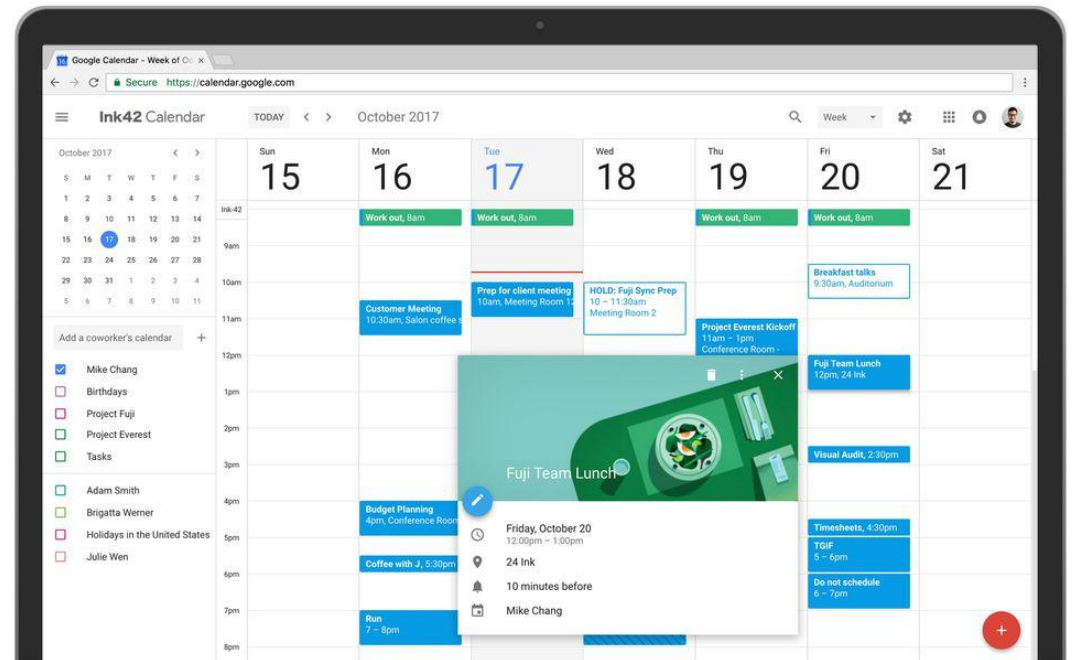 Google Calendar - Week of Oc
Secure https://calendar.google.com
Ink42 Calendar
TODAY
October 2017
Week
October 2017
S M T W T F S
1 2 3 4 5 6 7
8 9 10 11 12 13 14
15 16 17 18 19 20 21
22 23 24 25 26 27 28
29 30 31 1 2 3 4
5 6 7 8 9 10 11
Add a coworker's calendar +
Mike Chang
Birthdays
Project Fuji
Project Everest
Tasks
Adam Smith
Brigatta Werner
Holidays in the United States
Julie Wen
Sun Mon Tue Wed Thu Fri Sat
15 16 17 18 19 20 21
Ink-42
9am
10am
11am
12pm
1pm
2pm
3pm
4pm
5pm
6pm
7pm
8pm
Work out, 8am
Customer Meeting
10:30am, Salon coffee s
Budget Planning
4pm, Conference Room
Coffee with J, 5:30pm
Run
7 – 8pm
Work out, 8am
Prep for client meeting
10am, Meeting Room 12
HOLD: Fuji Sync Prep
10 – 11:30am
Meeting Room 2
Work out, 8am
Project Everest Kickoff
11am – 1pm
Conference Room -
Work out, 8am
Breakfast talks
9:30am, Auditorium
Fuji Team Lunch
12pm, 24 Ink
Visual Audit, 2:30pm
Timesheets, 4:30pm
TGIF
5 – 6pm
Do not schedule
6 – 7pm
Fuji Team Lunch
Friday, October 20
12:00pm – 1:00pm
24 Ink
10 minutes before
Mike Chang